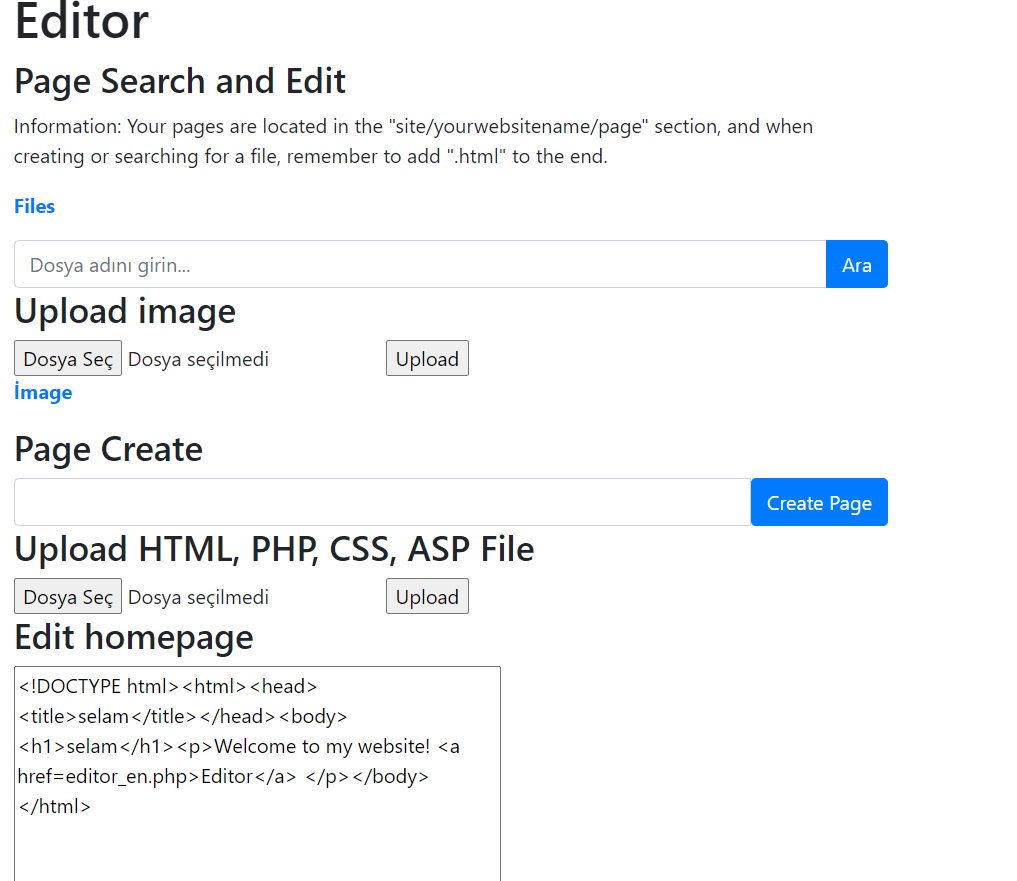 Editor
Page Search and Edit
Information: Your pages are located in the "site/yourwebsitename/page" section, and when
creating or searching for a file, remember to add ".html" to the end.
Files
Dosya adını girin... Ara
Upload image
Dosya Seç Dosya seçilmedi Upload
İmage
Page Create
Create Page
Upload HTML, PHP, CSS, ASP File
Dosya Seç Dosya seçilmedi Upload
Edit homepage
<!DOCTYPE html><html><head>
<title>selam</title></head><body>
<h1>selam</h1><p>Welcome to my website! <a
href=editor_en.php>Editor</a> </p></body>
</html>